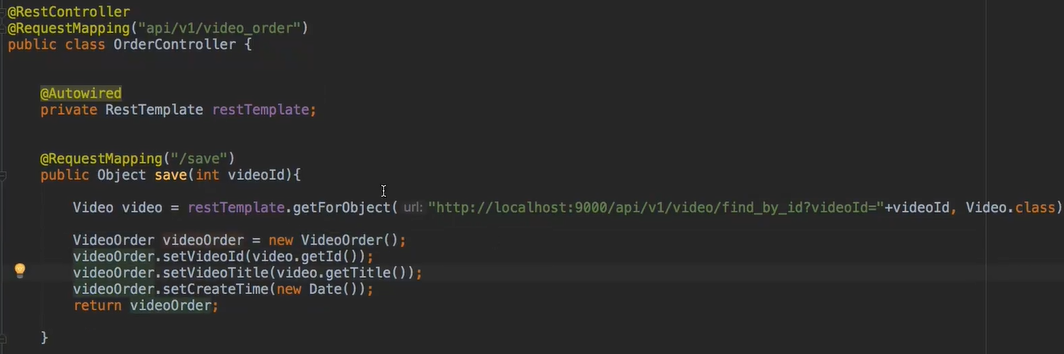 @RestController
@RequestMapping("api/v1/video_order")
public class OrderController {
@Autowired
private RestTemplate restTemplate;
@RequestMapping("/save")
public Object save(int videoId){
Video video = restTemplate.getForObject( url: "http://localhost:9000/api/v1/video/find_by_id?videoId="+videoId, Video.class)
VideoOrder videoOrder = new VideoOrder();
videoOrder.setVideoId(video.getId());
videoOrder.setVideoTitle(video.getTitle());
videoOrder.setCreateTime(new Date());
return videoOrder;
}